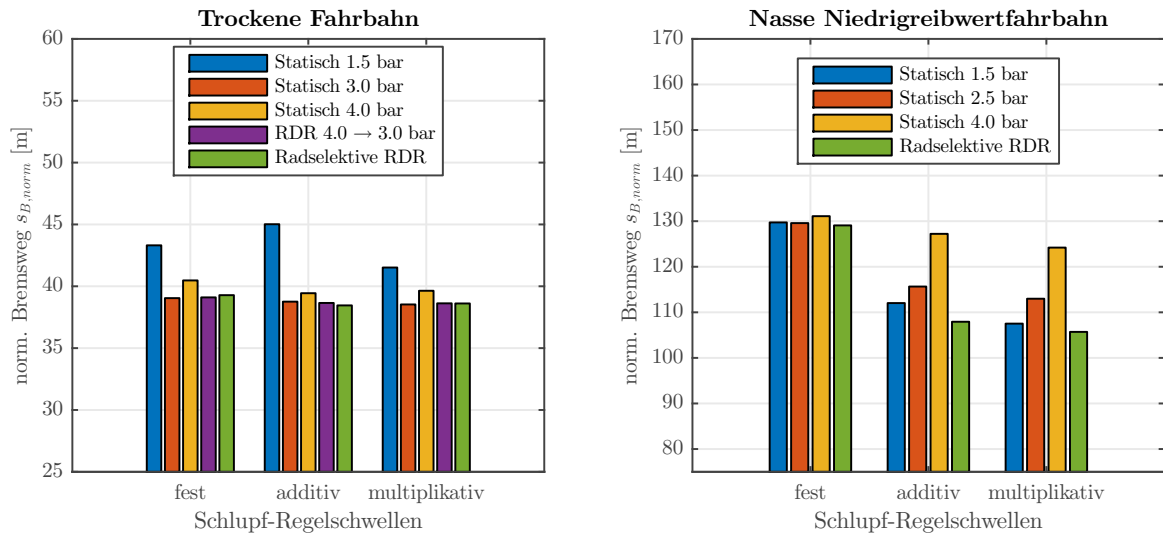 Trockene Fahrbahn
60
55
50
45
40
35
30
25
norm. Bremsweg s_{B,norm} [m]
Statisch 1.5 bar
Statisch 3.0 bar
Statisch 4.0 bar
RDR 4.0 → 3.0 bar
Radselektive RDR
fest additiv multiplikativ
Schlupf-Regelschwellen
Nasse Niedrigreibwertfahrbahn
170
160
150
140
130
120
110
100
90
80
norm. Bremsweg s_{B,norm} [m]
Statisch 1.5 bar
Statisch 2.5 bar
Statisch 4.0 bar
Radselektive RDR
fest additiv multiplikativ
Schlupf-Regelschwellen